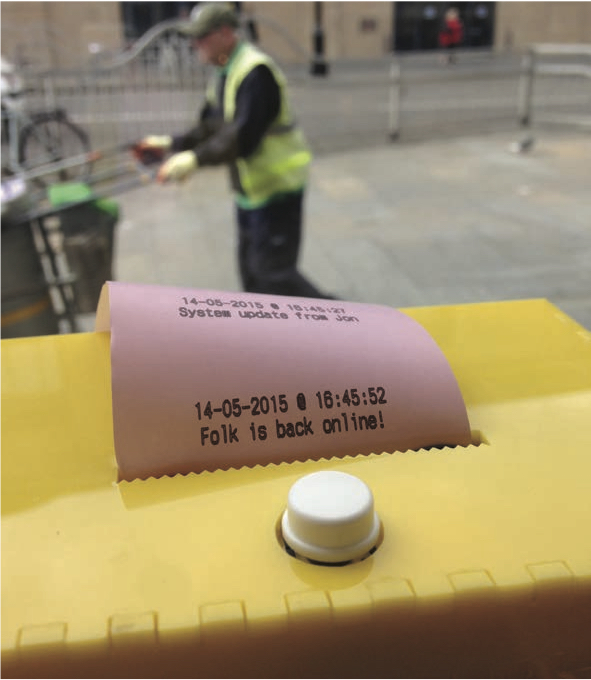 14-05-2015 @ 16:45:27
System update from Jon
14-05-2015 @ 16:45:52
Folk is back online!